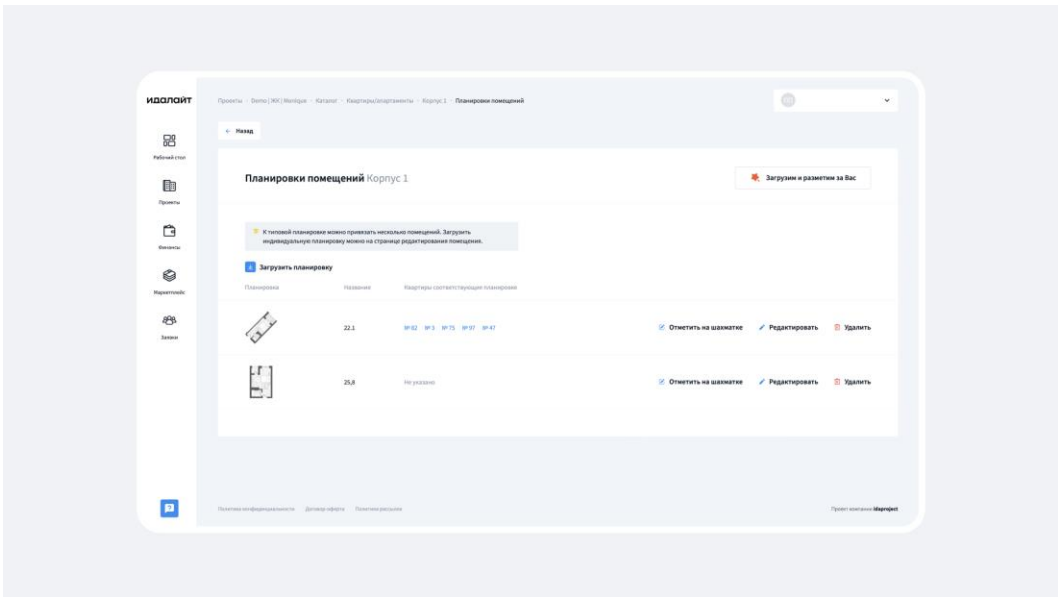 идалайт
Проекты - Demo | ЖК | Wenique - Каталог - Квартиры/апартаменты - Корпус 1 - Планировки помещений
← Назад
Рабочий стол
Проекты
Финансы
Маркетплейс
Заявки
Планировки помещений Корпус 1
Загрузим и разметим за Вас
К типовой планировке можно привязать несколько помещений. Загрузить
индивидуальную планировку можно на странице редактирования помещения.
Загрузить планировку
Планировка Название Квартиры соответствующие планировке
22.1 № 82 № 3 № 75 № 97 № 47 Отметить на шахматке Редактировать Удалить
25,8 Не указано Отметить на шахматке Редактировать Удалить
Политика конфиденциальности Договор оферты Политика рассылок Проект компании idaproject